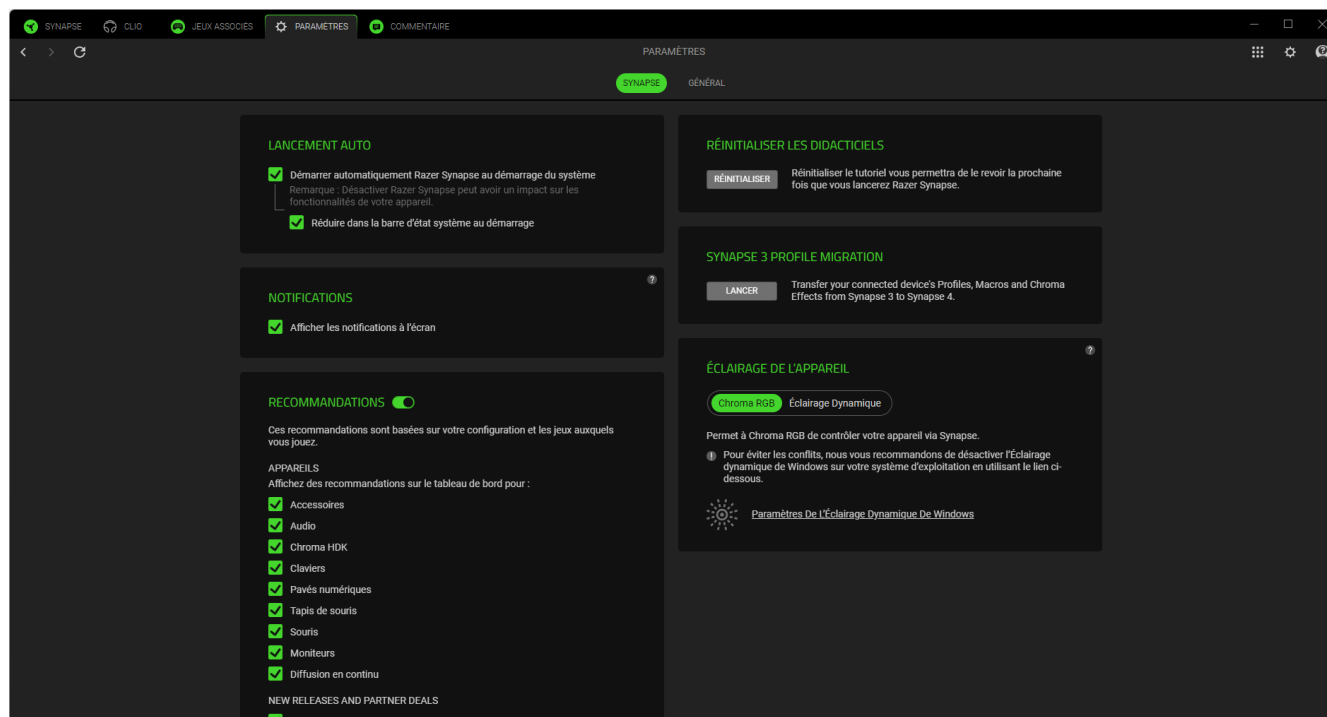 SYNAPSE
CLIO
JEUX ASSOCIÉS
PARAMÈTRES
COMMENTAIRE
PARAMÈTRES
SYNAPSE
GÉNÉRAL
LANCEMENT AUTO
Démarrer automatiquement Razer Synapse au démarrage du système
Remarque : Désactiver Razer Synapse peut avoir un impact sur les
fonctionnalités de votre appareil.
Réduire dans la barre d'état système au démarrage
NOTIFICATIONS
Afficher les notifications à l'écran
RECOMMANDATIONS
Ces recommandations sont basées sur votre configuration et les jeux auxquels
vous jouez.
APPAREILS
Affichez des recommandations sur le tableau de bord pour :
Accessoires
Audio
Chroma HDK
Claviers
Pavés numériques
Tapis de souris
Souris
Moniteurs
Diffusion en continu
NEW RELEASES AND PARTNER DEALS
RÉINITIALISER LES DIDACTICIELS
RÉINITIALISER
Réinitialiser le tutoriel vous permettra de le revoir la prochaine
fois que vous lancerez Razer Synapse.
SYNAPSE 3 PROFILE MIGRATION
LANCER
Transfer your connected device's Profiles, Macros and Chroma
Effects from Synapse 3 to Synapse 4.
ÉCLAIRAGE DE L'APPAREIL
Chroma RGB
Éclairage Dynamique
Permet à Chroma RGB de contrôler votre appareil via Synapse.
Pour éviter les conflits, nous vous recommandons de désactiver l'Éclairage
dynamique de Windows sur votre système d'exploitation en utilisant le lien ci-
dessous.
Paramètres De L'Éclairage Dynamique De Windows